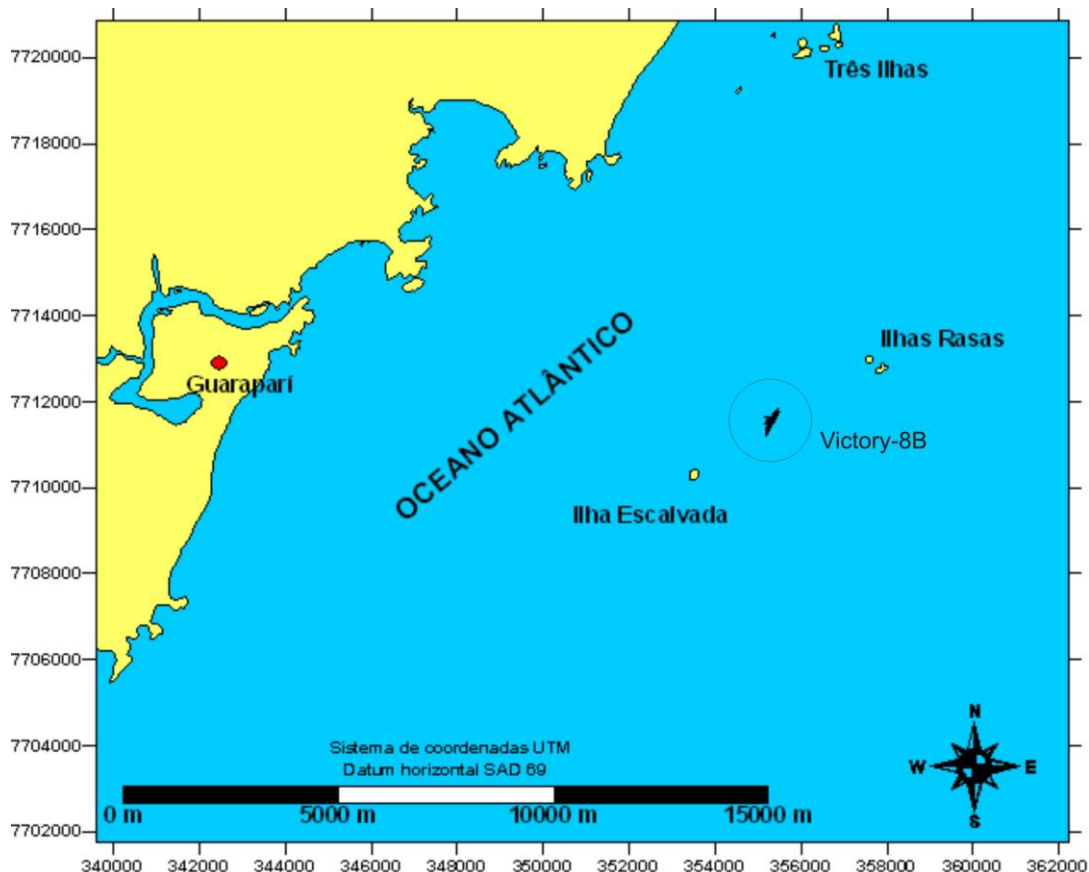 7720000
Três Ilhas
7718000
7716000
7714000
Ilhas Rasas
Guaraparí
7712000
OCEANO ATLÂNTICO
Victory-8B
7710000
Ilha Escalvada
7708000
7706000
N
7704000
Sistema de coordenadas UTM
W
E
Datum horizontal SAD 69
0 m
5000 m
10000 m
15000 m
S
7702000
340000 342000 344000 346000 348000 350000 352000 354000 356000 358000 360000 362000